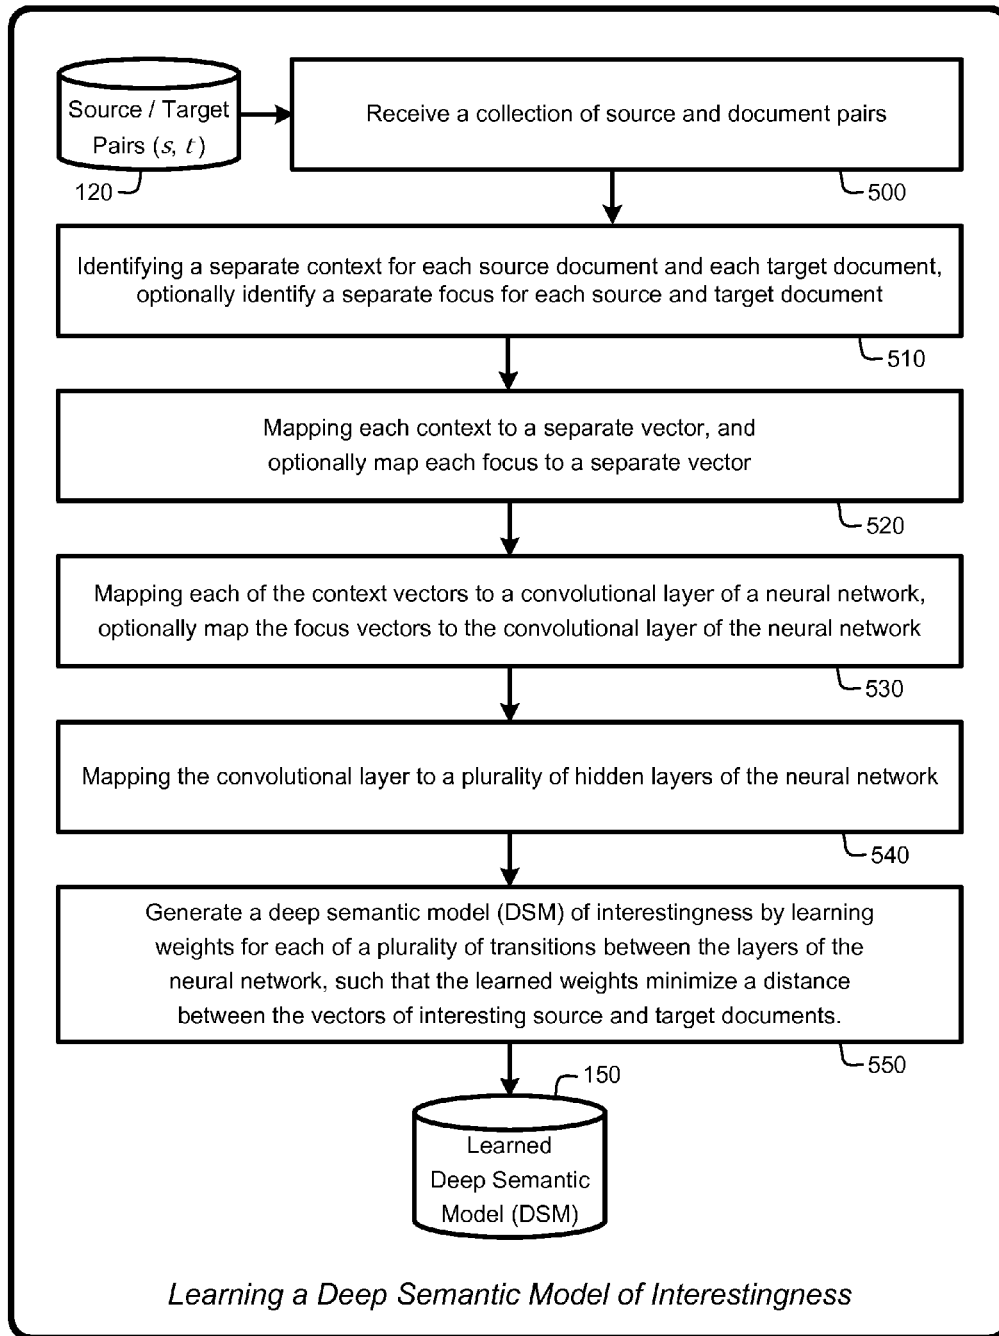 Source / Target
Pairs (s, t)
120
Receive a collection of source and document pairs
500
Identifying a separate context for each source document and each target document,
optionally identify a separate focus for each source and target document
510
Mapping each context to a separate vector, and
optionally map each focus to a separate vector
520
Mapping each of the context vectors to a convolutional layer of a neural network,
optionally map the focus vectors to the convolutional layer of the neural network
530
Mapping the convolutional layer to a plurality of hidden layers of the neural network
540
Generate a deep semantic model (DSM) of interestingness by learning
weights for each of a plurality of transitions between the layers of the
neural network, such that the learned weights minimize a distance
between the vectors of interesting source and target documents.
550
150
Learned
Deep Semantic
Model (DSM)
Learning a Deep Semantic Model of Interestingness